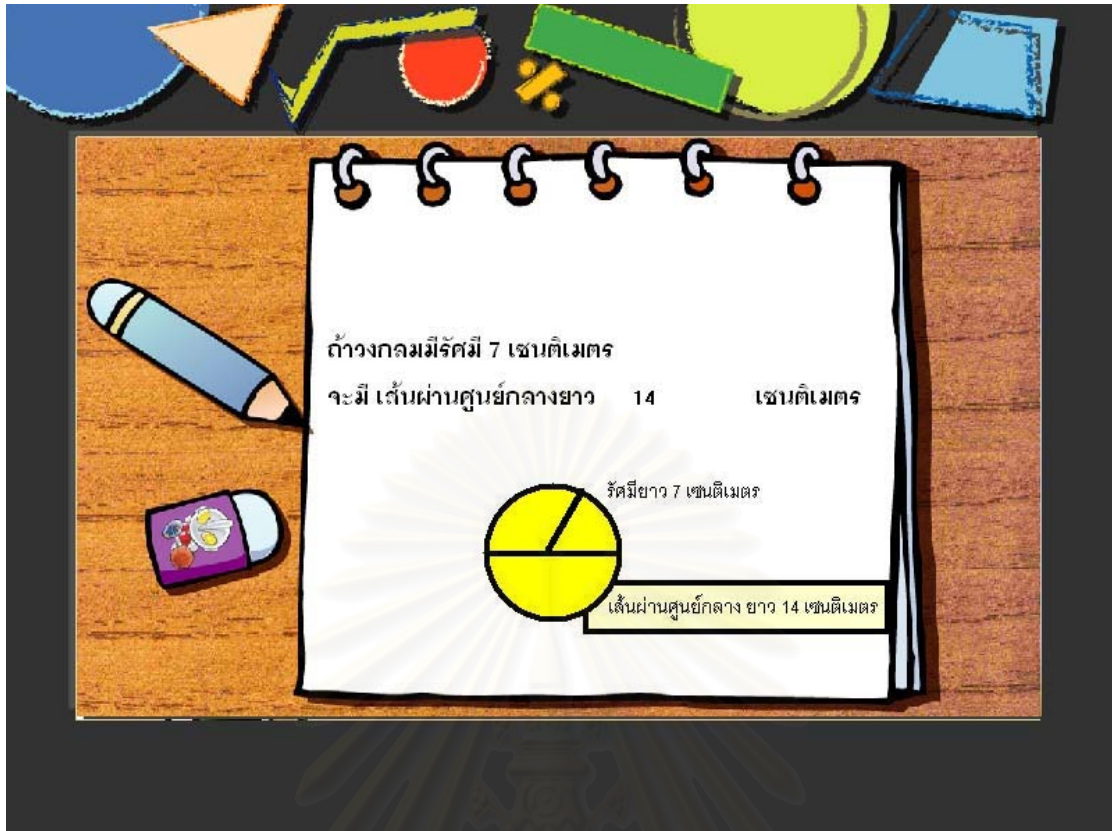 ถ้าวงกลมมีรัศมี 7 เซนติเมตร
จะมี เส้นผ่านศูนย์กลางยาว 14 เซนติเมตร
รัศมียาว 7 เซนติเมตร
เส้นผ่านศูนย์กลาง ยาว 14 เซนติเมตร